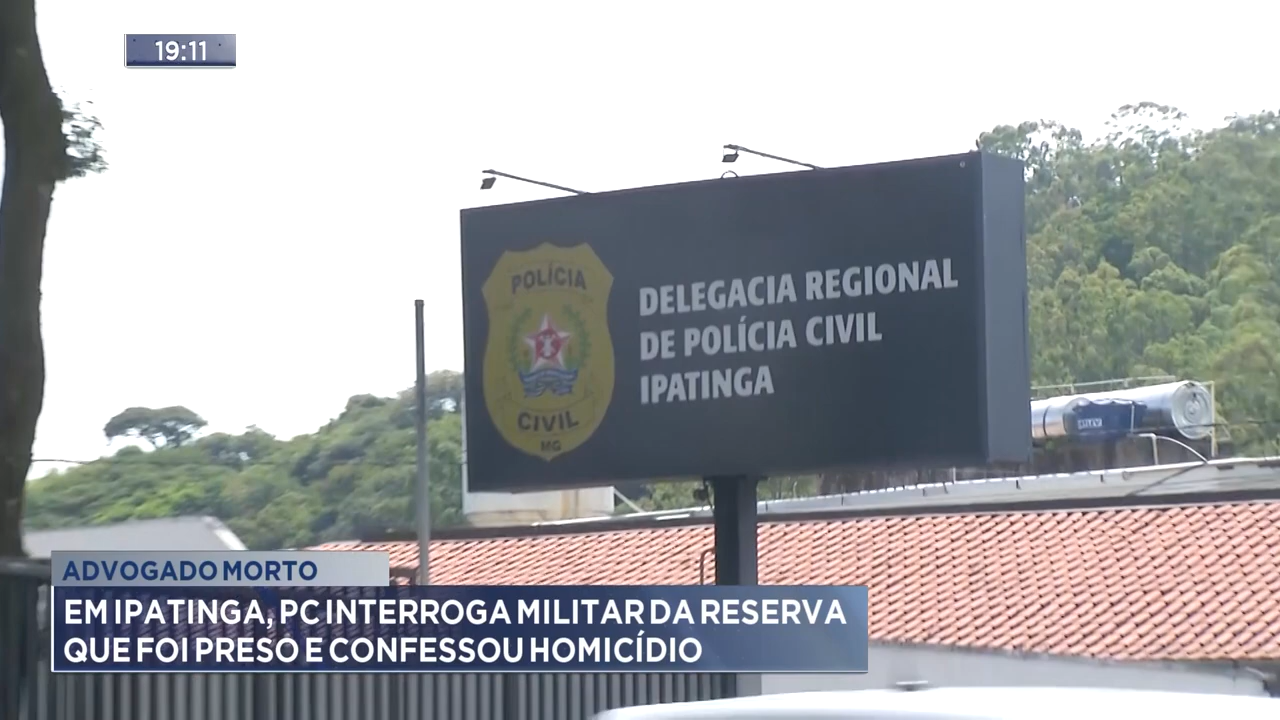 19:11
POLÍCIA
CIVIL
MG
DELEGACIA REGIONAL
DE POLÍCIA CIVIL
IPATINGA
ADVOGADO MORTO
EM IPATINGA, PC INTERROGA MILITAR DA RESERVA
QUE FOI PRESO E CONFESSOU HOMICÍDIO